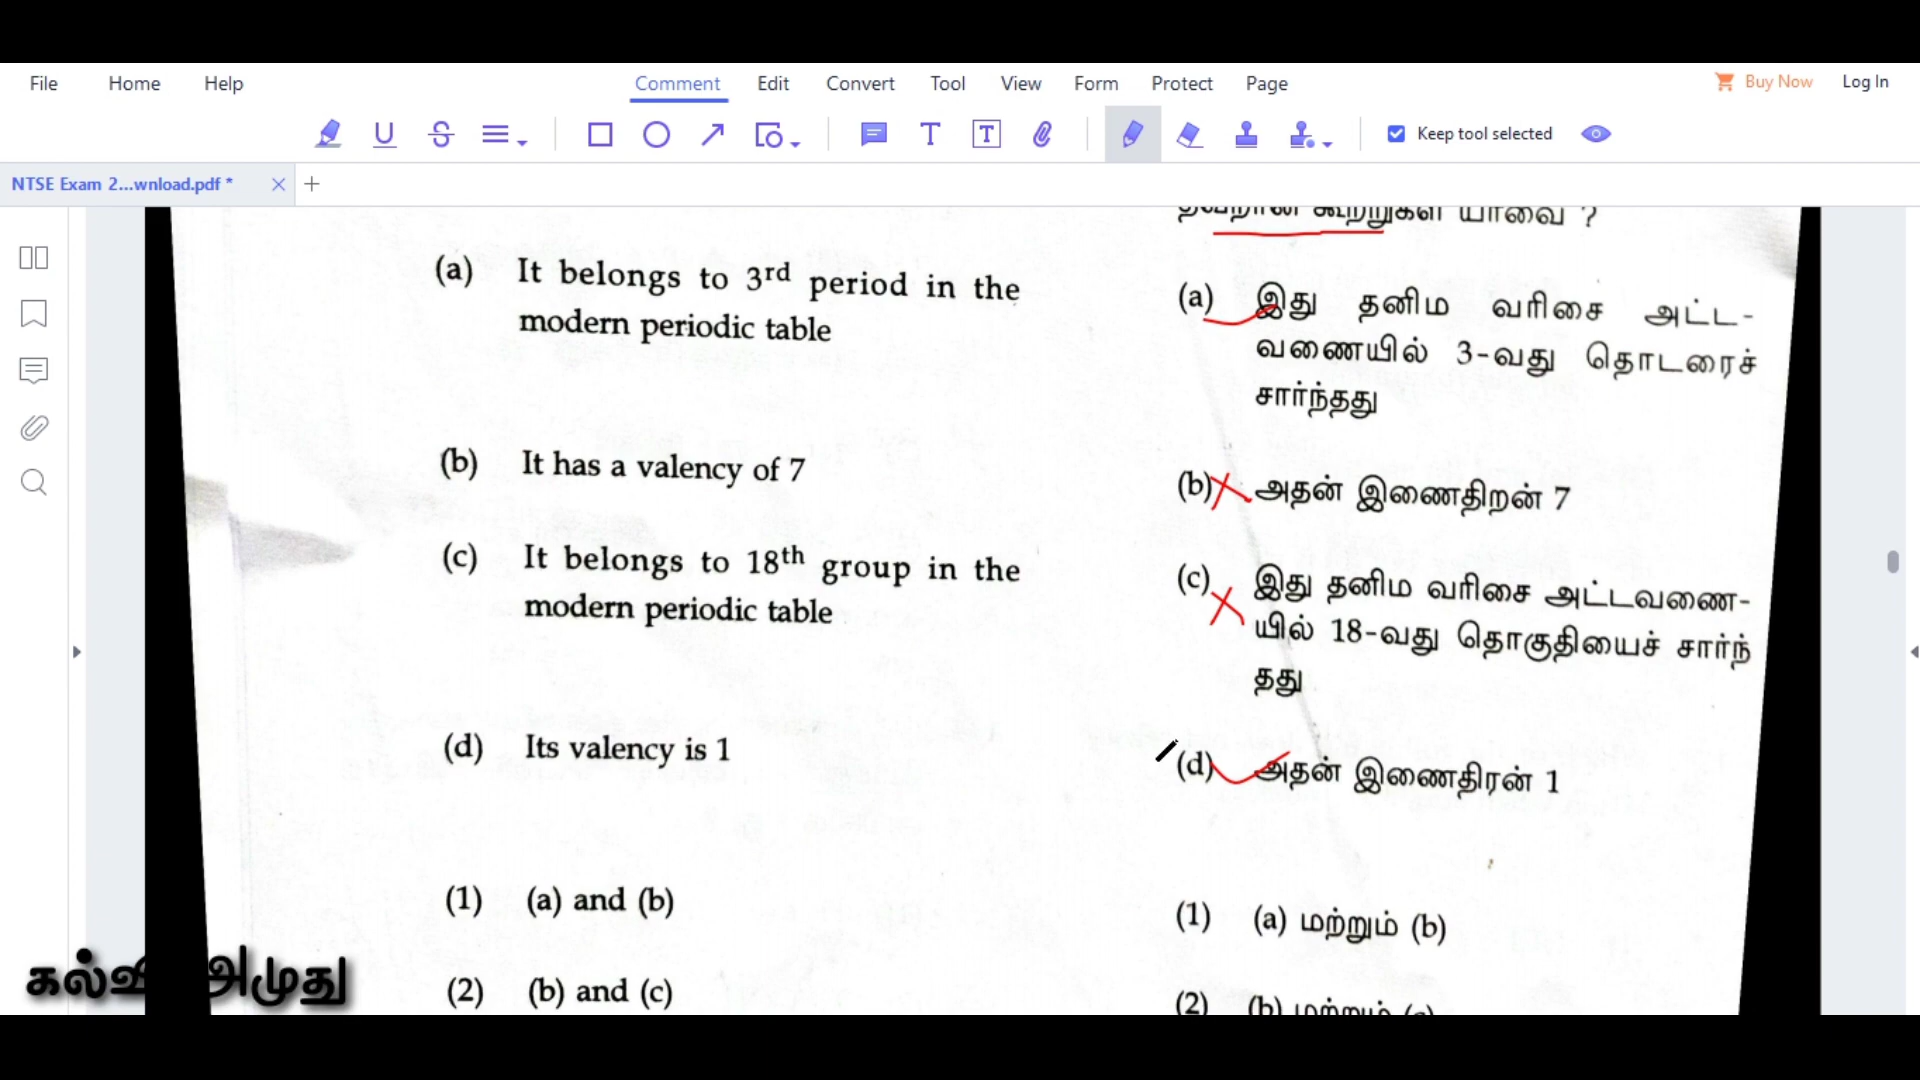 File Home Help Comment Edit Convert Tool View Form Protect Page Buy Now Log In
Keep tool selected
NTSE Exam 2...wnload.pdf *
தவறான கூற்றுகள் யாவை ?
(a) It belongs to 3rd period in the
modern periodic table
(b) It has a valency of 7
(c) It belongs to 18th group in the
modern periodic table
(d) Its valency is 1
(1) (a) and (b)
(2) (b) and (c)
(a) இது தனிம வரிசை அட்ட-
வணையில் 3-வது தொடரைச்
சார்ந்தது
(b) அதன் இணைதிறன் 7
(c) இது தனிம வரிசை அட்டவணை-
யில் 18-வது தொகுதியைச் சார்ந்
தது
(d) அதன் இணைதிரன் 1
(1) (a) மற்றும் (b)
(2) (b) மற்றும் (c)
கல்வி அமுது